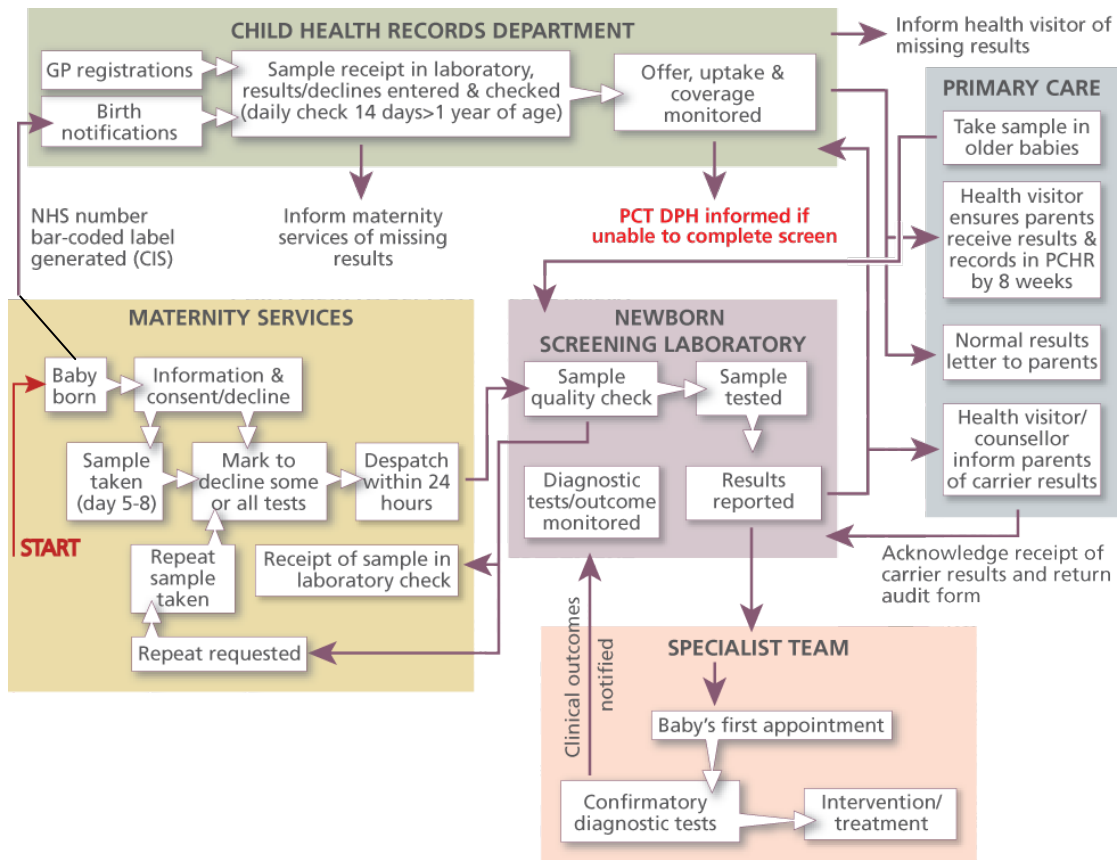 CHILD HEALTH RECORDS DEPARTMENT
GP registrations
Birth
notifications
Sample receipt in laboratory,
results/declines entered & checked
(daily check 14 days>1 year of age)
Offer, uptake &
coverage monitored
Inform health visitor of
missing results
NHS number
bar-coded label
generated (CIS)
Inform maternity
services of missing
results
PCT DPH informed if
unable to complete screen
PRIMARY CARE
Take sample in
older babies
Health visitor
ensures parents
receive results &
records in PCHR
by 8 weeks
Normal results
letter to parents
Health visitor/
counsellor
inform parents
of carrier results
Acknowledge receipt of
carrier results and return
audit form
MATERNITY SERVICES
Baby
born
Information &
consent/decline
Sample
taken
(day 5-8)
Mark to
decline some
or all tests
Despatch
within 24
hours
START
Repeat
sample
taken
Receipt of sample in
laboratory check
Repeat requested
NEWBORN
SCREENING LABORATORY
Sample
quality check
Sample
tested
Diagnostic
tests/outcome
monitored
Results
reported
Clinical outcomes
notified
SPECIALIST TEAM
Baby's first appointment
Confirmatory
diagnostic tests
Intervention/
treatment